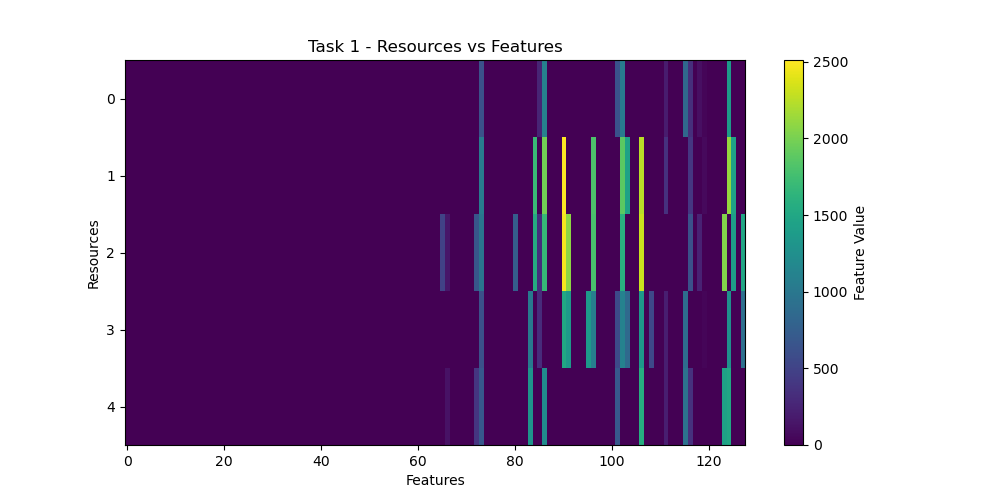 Task 1 - Resources vs Features
Resources
0
1
2
3
4
0 20 40 60 80 100 120
Features
2500
2000
1500
1000
500
0
Feature Value